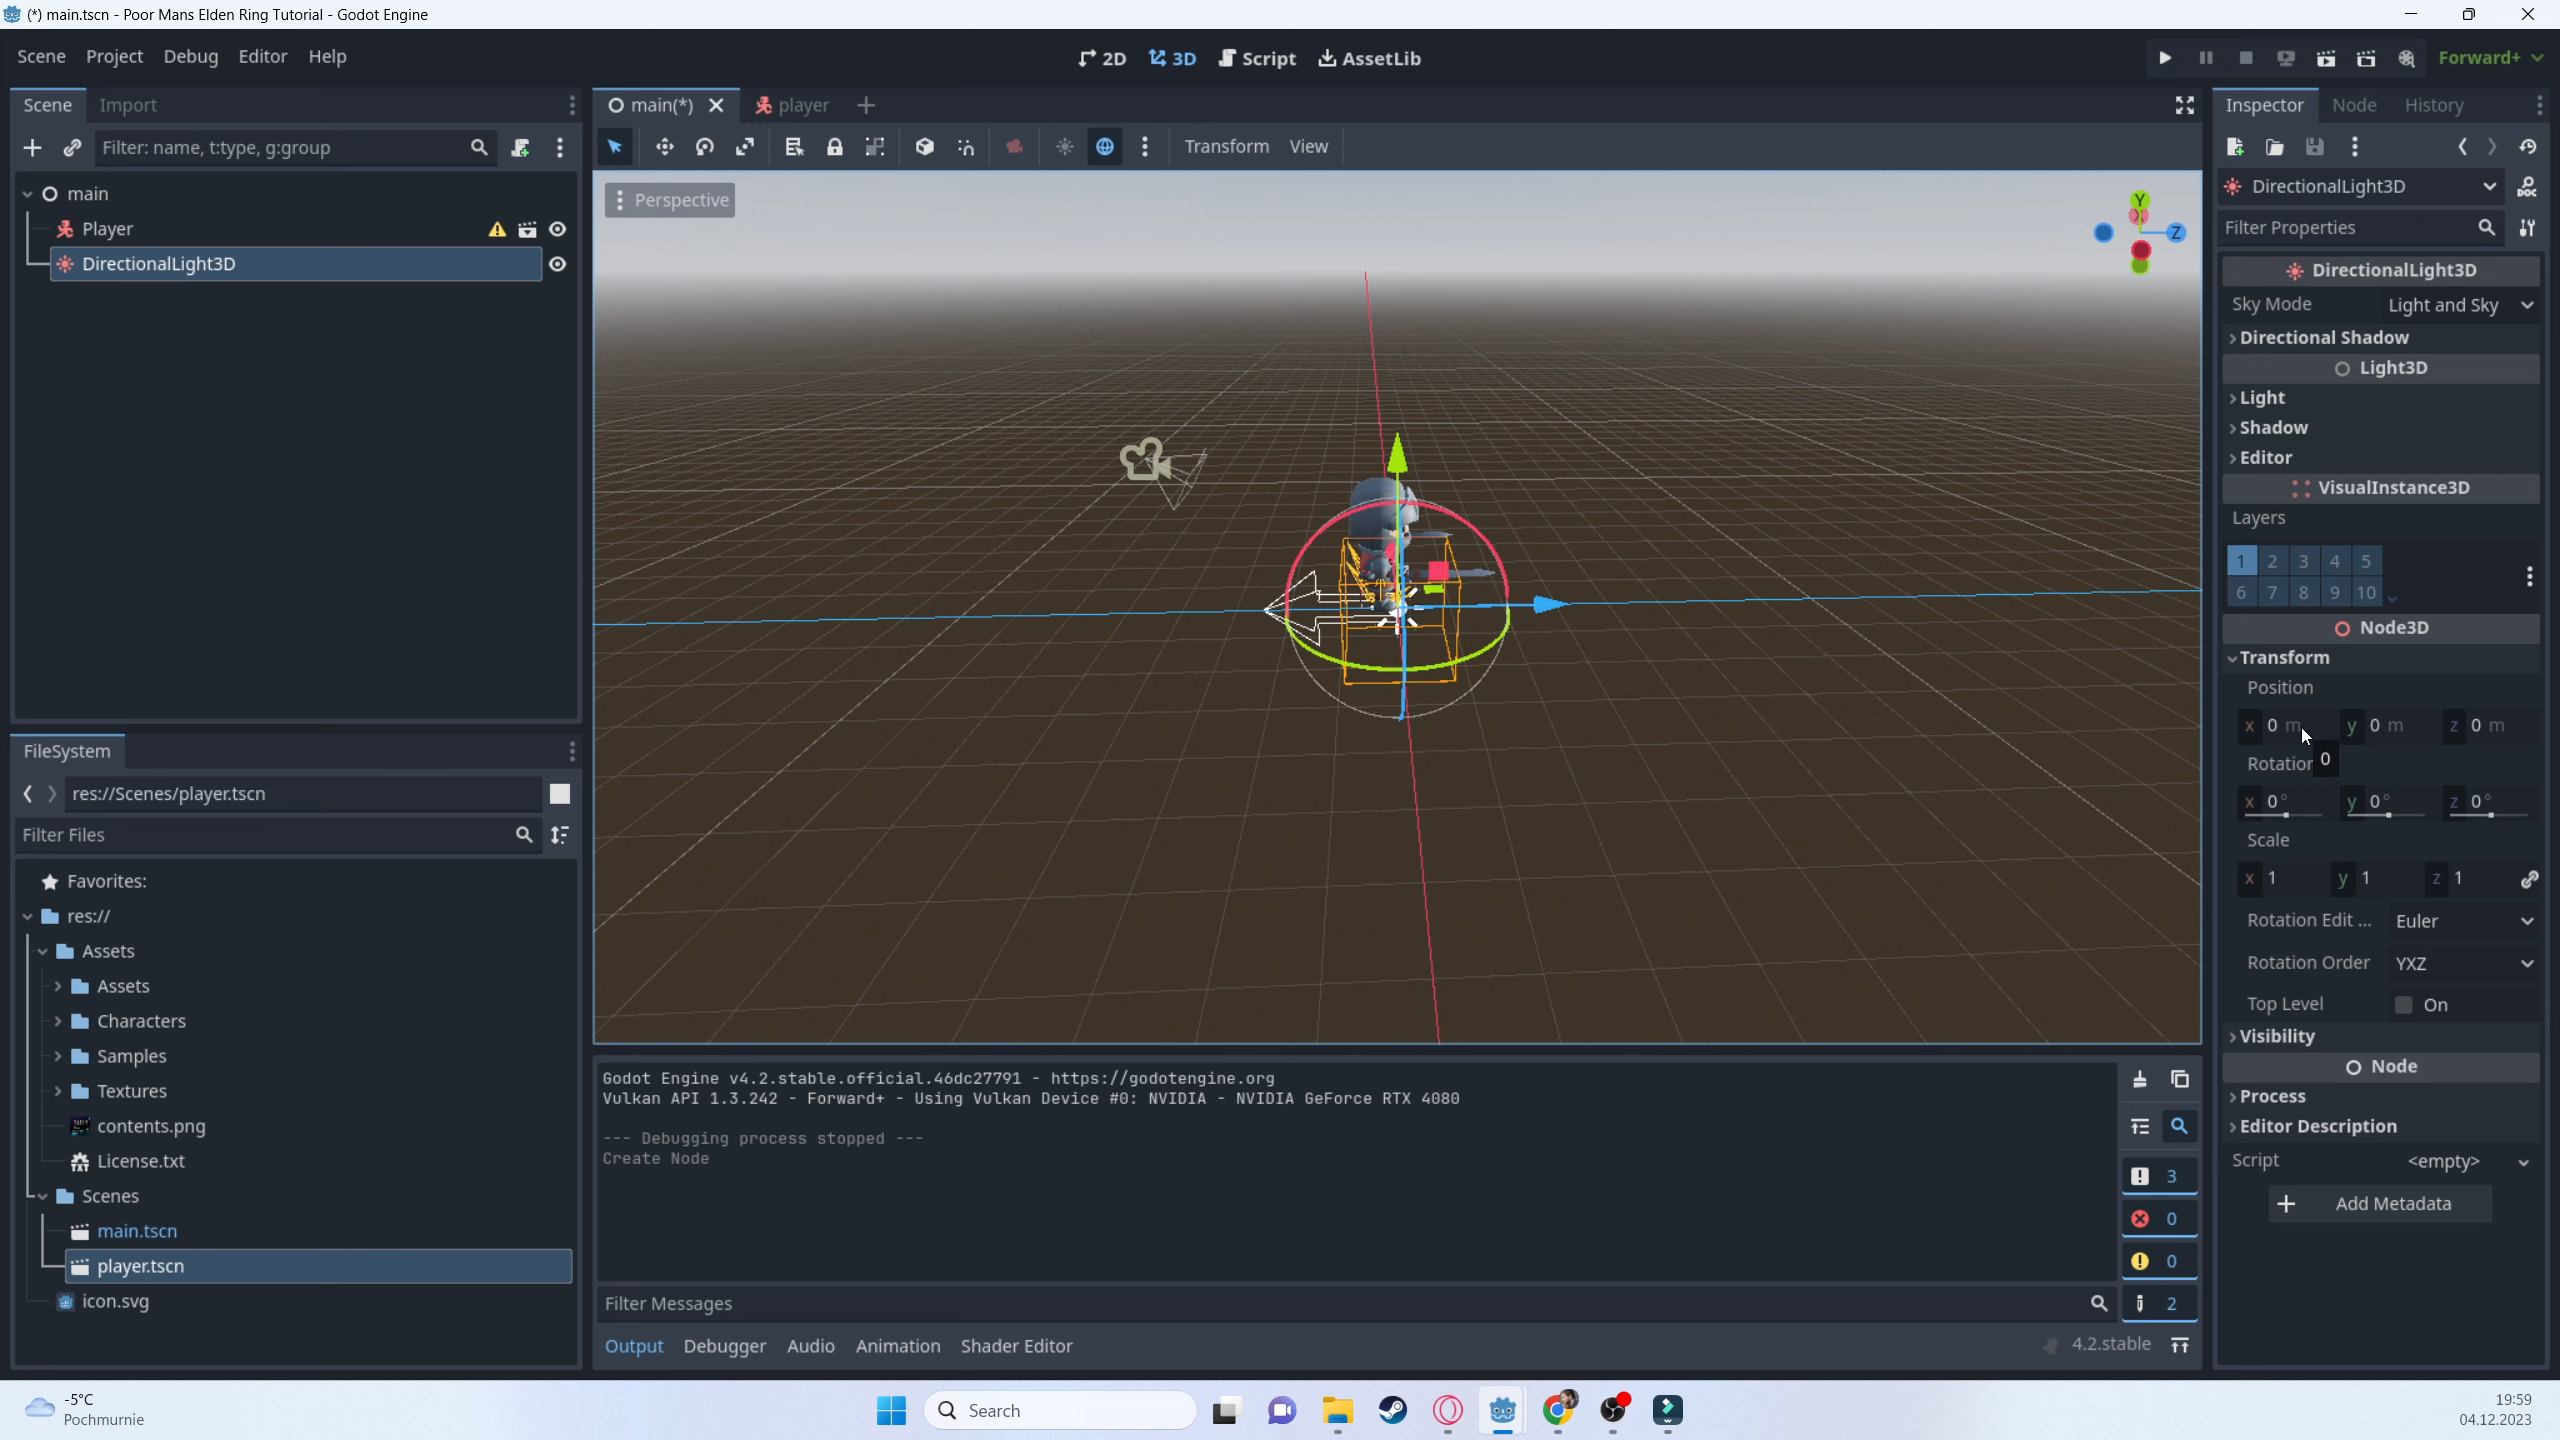 (*) main.tscn - Poor Mans Elden Ring Tutorial - Godot Engine
Scene Project Debug Editor Help
2D 3D Script AssetLib
Forward+
Scene Import
Filter: name, t:type, g:group
main
Player
DirectionalLight3D
main(*) player
Transform View
Perspective
Y
X
Z
Inspector Node History
DirectionalLight3D
Filter Properties
DirectionalLight3D
Sky Mode Light and Sky
Directional Shadow
Light3D
Light
Shadow
Editor
VisualInstance3D
Layers
1 2 3 4 5
6 7 8 9 10
Node3D
Transform
Position
x 0 m y 0 m z 0 m
0
x 0° y 0° z 0°
Scale
x 1 y 1 z 1
Rotation Edit ... Euler
Rotation Order YXZ
Top Level On
Visibility
Node
Process
Editor Description
Script <empty>
Add Metadata
FileSystem
res://Scenes/player.tscn
Filter Files
Favorites:
res://
Assets
Assets
Characters
Samples
Textures
contents.png
License.txt
Scenes
main.tscn
player.tscn
icon.svg
Godot Engine v4.2.stable.official.46dc27791 - https://godotengine.org
Vulkan API 1.3.242 - Forward+ - Using Vulkan Device #0: NVIDIA - NVIDIA GeForce RTX 4080
--- Debugging process stopped ---
Create Node
3
0
0
2
Filter Messages
Output Debugger Audio Animation Shader Editor
4.2.stable
-5°C
Pochmurnie
Search
19:59
04.12.2023